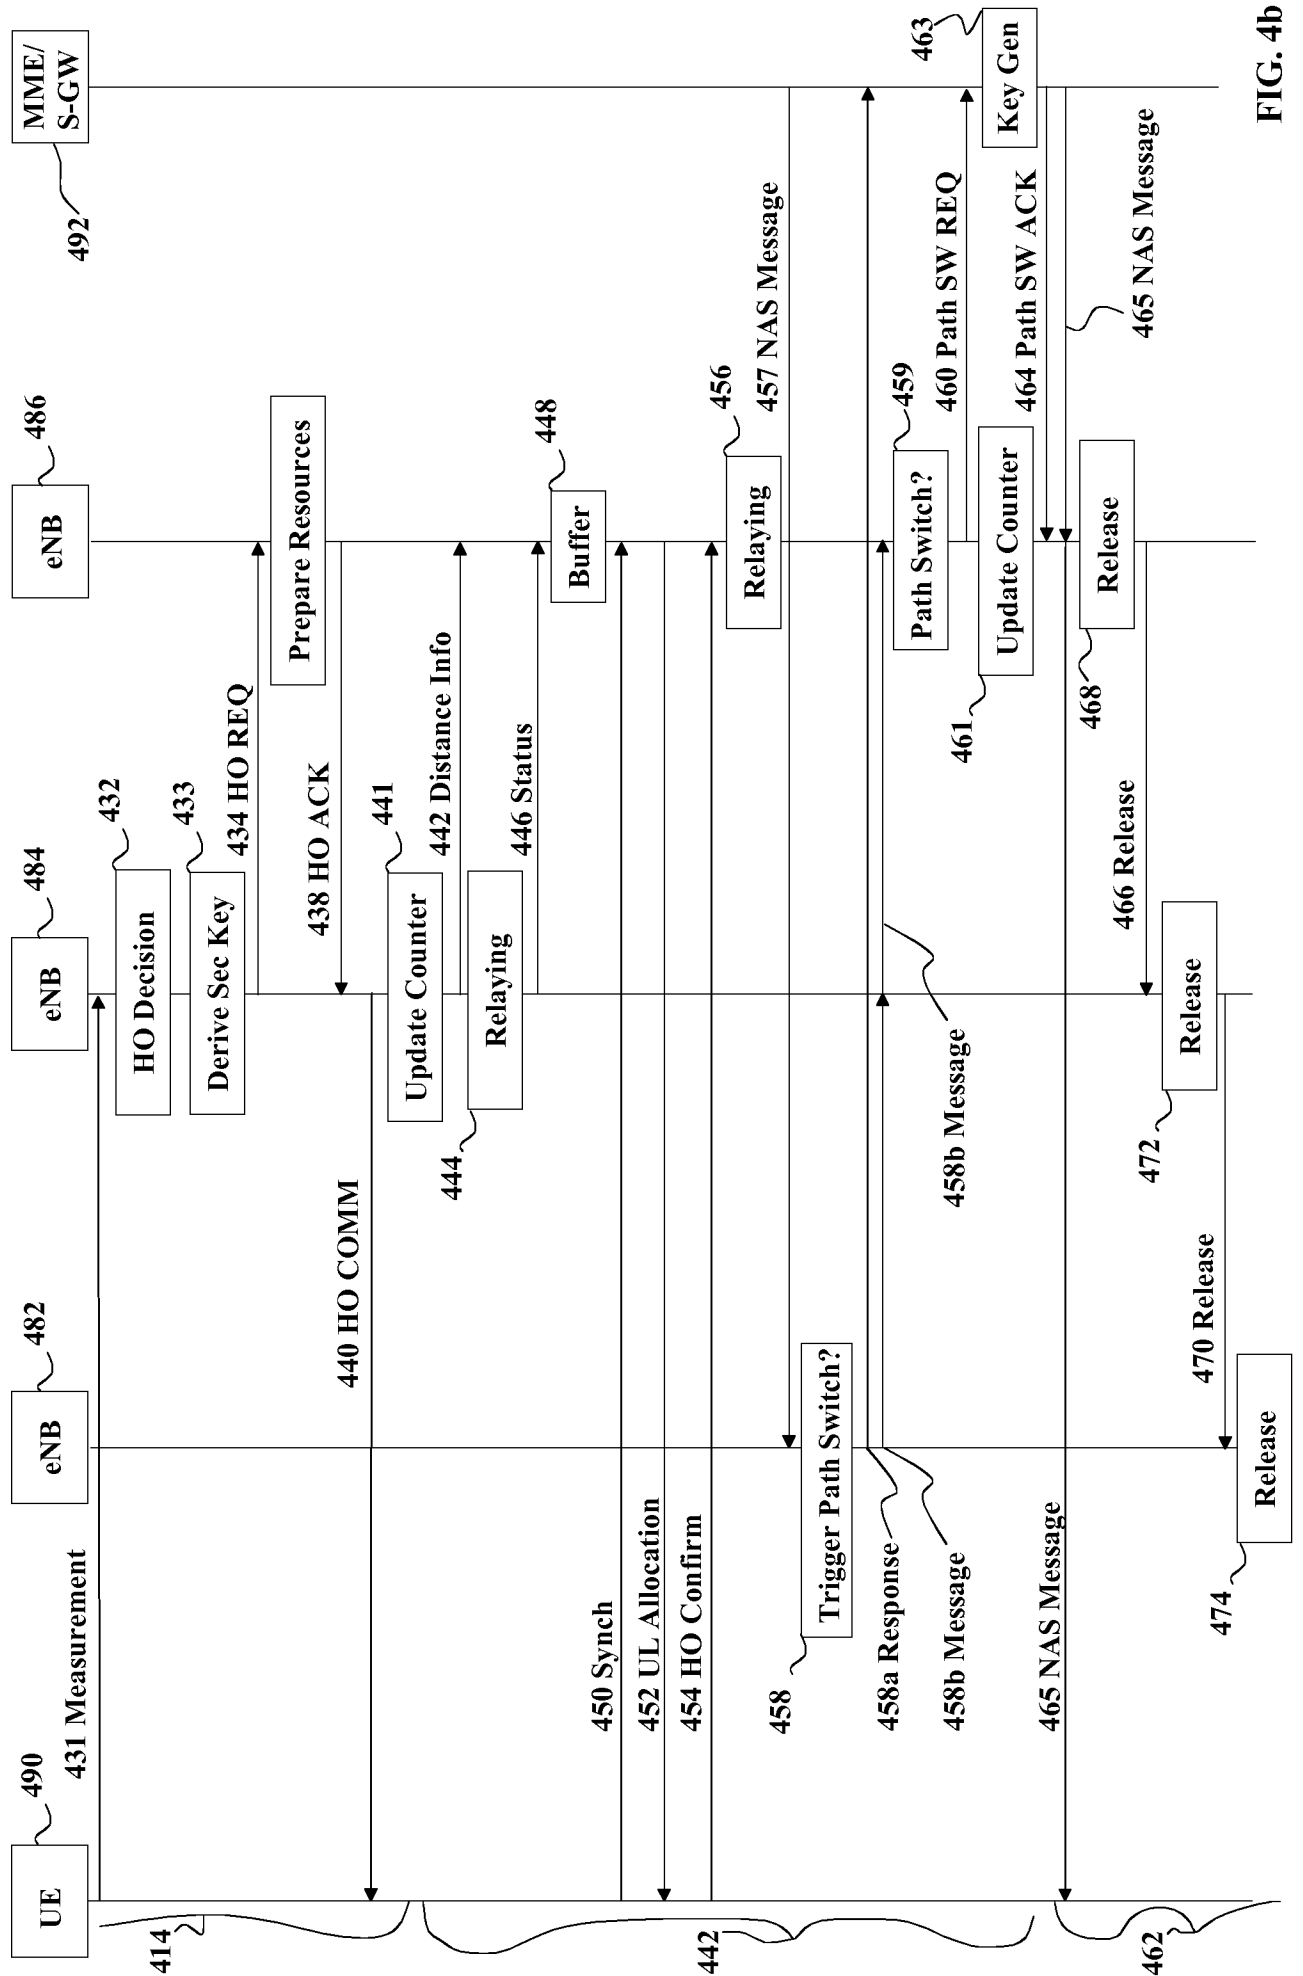 UE
490
eNB
482
eNB
484
eNB
486
MME/
S-GW
492
431 Measurement
HO Decision
432
Derive Sec Key
433
434 HO REQ
Prepare Resources
438 HO ACK
440 HO COMM
414
Update Counter
441
442 Distance Info
Relaying
444
446 Status
Buffer
448
450 Synch
452 UL Allocation
454 HO Confirm
442
Relaying
456
457 NAS Message
Trigger Path Switch?
458
458a Response
458b Message
458b Message
Path Switch?
459
460 Path SW REQ
Update Counter
461
Key Gen
463
464 Path SW ACK
465 NAS Message
465 NAS Message
462
Release
468
466 Release
Release
472
470 Release
Release
474
FIG. 4b